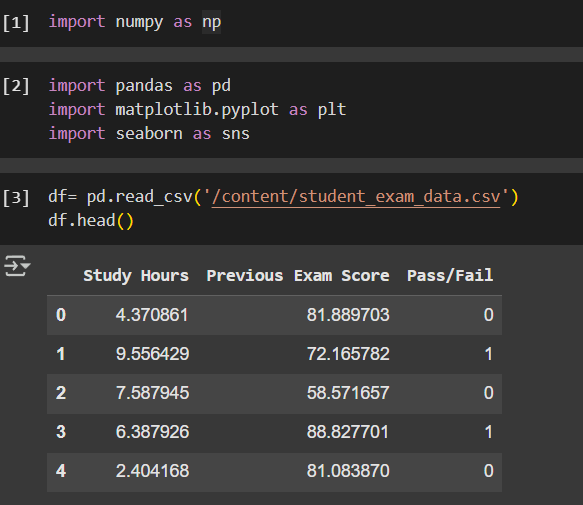 [1] import numpy as np
[2] import pandas as pd
import matplotlib.pyplot as plt
import seaborn as sns
[3] df= pd.read_csv('/content/student_exam_data.csv')
df.head()
Study Hours Previous Exam Score Pass/Fail
0 4.370861 81.889703 0
1 9.556429 72.165782 1
2 7.587945 58.571657 0
3 6.387926 88.827701 1
4 2.404168 81.083870 0